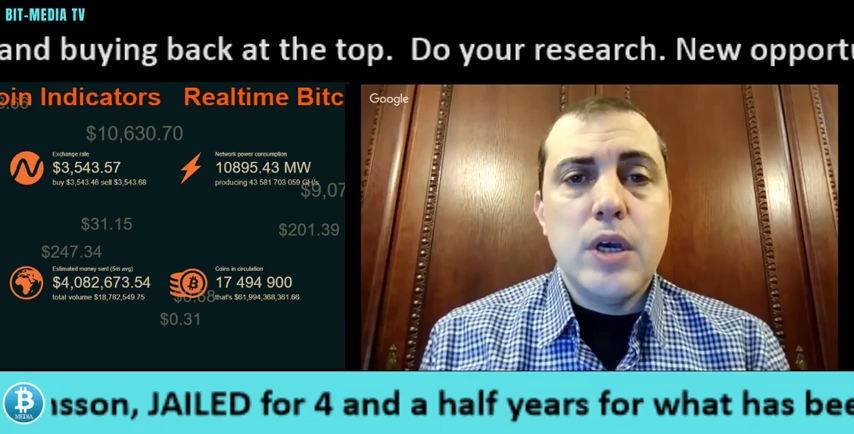 BIT-MEDIA TV
and buying back at the top. Do your research. New opportu
oin Indicators Realtime Bitc
$10,630.70
Google
Exchange rate
$3,543.57
buy $3,543.46 sell $3,543.68
Network power consumption
10895.43 MW
producing 43 581 703 059 GH/s
$9,07
$31.15
$201.39
$247.34
Estimated money sent (5m avg)
$4,082,673.54
total volume $18,782,549.75
Coins in circulation
17 494 900
that's $61,994,368,361.66
$0.31
MEDIA
nsson, JAILED for 4 and a half years for what has bee